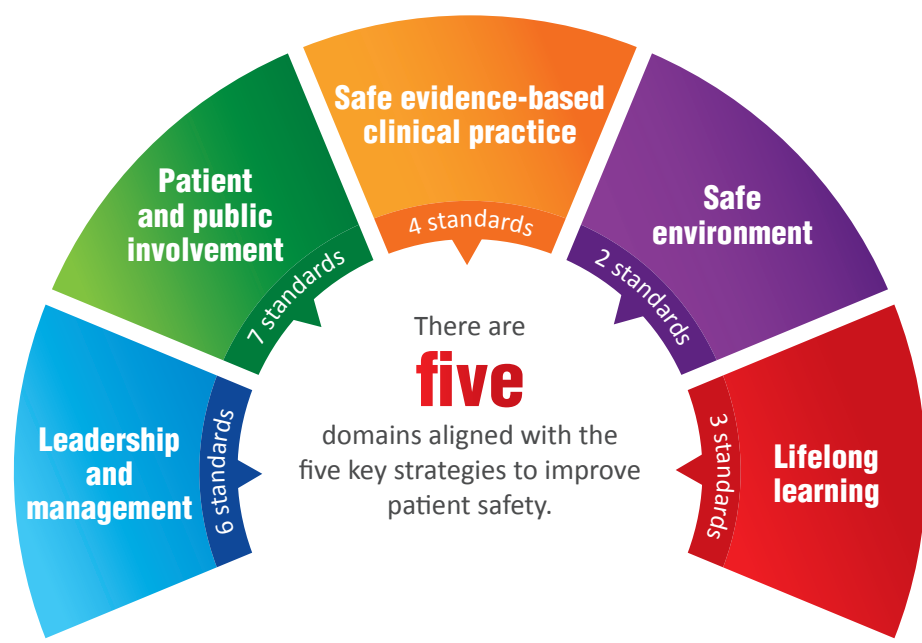 Leadership
and
management
6 standards
Patient
and public
involvement
7 standards
Safe evidence-based
clinical practice
4 standards
Safe
environment
2 standards
Lifelong
learning
3 standards
There are
five
domains aligned with the
five key strategies to improve
patient safety.